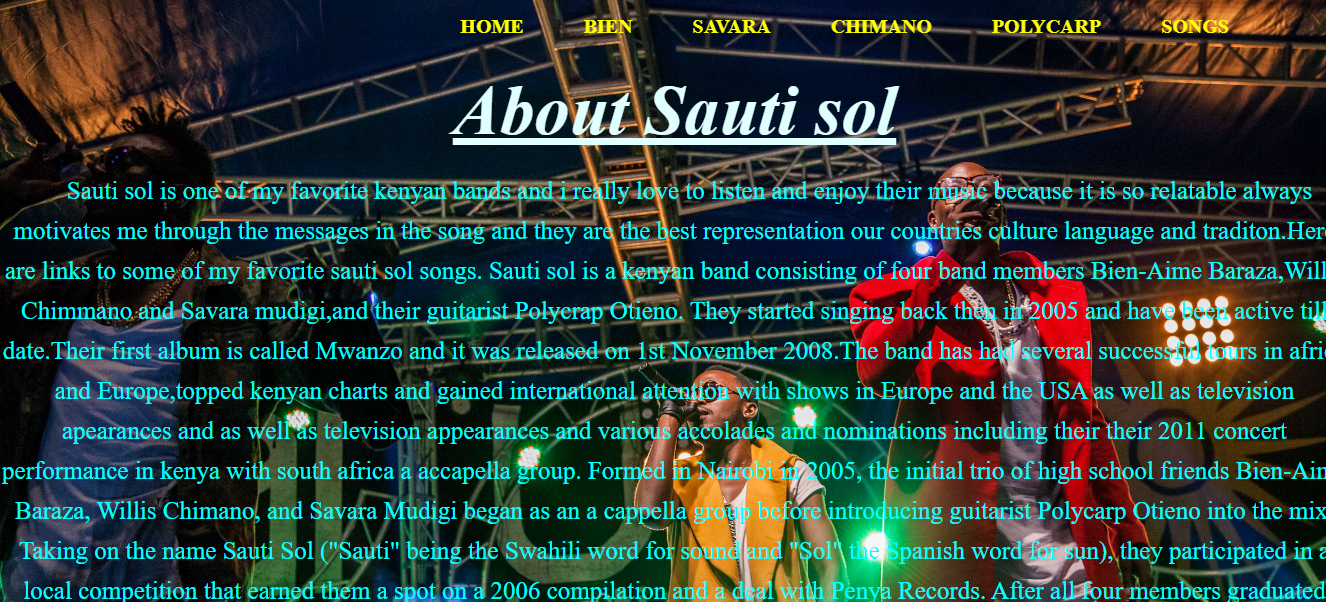 HOME BIEN SAVARA CHIMANO POLYCARP SONGS
About Sauti sol
Sauti sol is one of my favorite kenyan bands and i really love to listen and enjoy their music because it is so relatable always
motivates me through the messages in the song and they are the best representation our countries culture language and traditon.Her
are links to some of my favorite sauti sol songs. Sauti sol is a kenyan band consisting of four band members Bien-Aime Baraza,Will
Chimmano and Savara mudigi,and their guitarist Polycrap Otieno. They started singing back then in 2005 and have been active till
date.Their first album is called Mwanzo and it was released on 1st November 2008.The band has had several successful tours in afri
and Europe,topped kenyan charts and gained international attention with shows in Europe and the USA as well as television
apearances and as well as television appearances and various accolades and nominations including their their 2011 concert
performance in kenya with south africa a accapella group. Formed in Nairobi in 2005, the initial trio of high school friends Bien-Aim
Baraza, Willis Chimano, and Savara Mudigi began as an a cappella group before introducing guitarist Polycarp Otieno into the mix
Taking on the name Sauti Sol ("Sauti" being the Swahili word for sound and "Sol" the Spanish word for sun), they participated in a
local competition that earned them a spot on a 2006 compilation and a deal with Penya Records. After all four members graduated